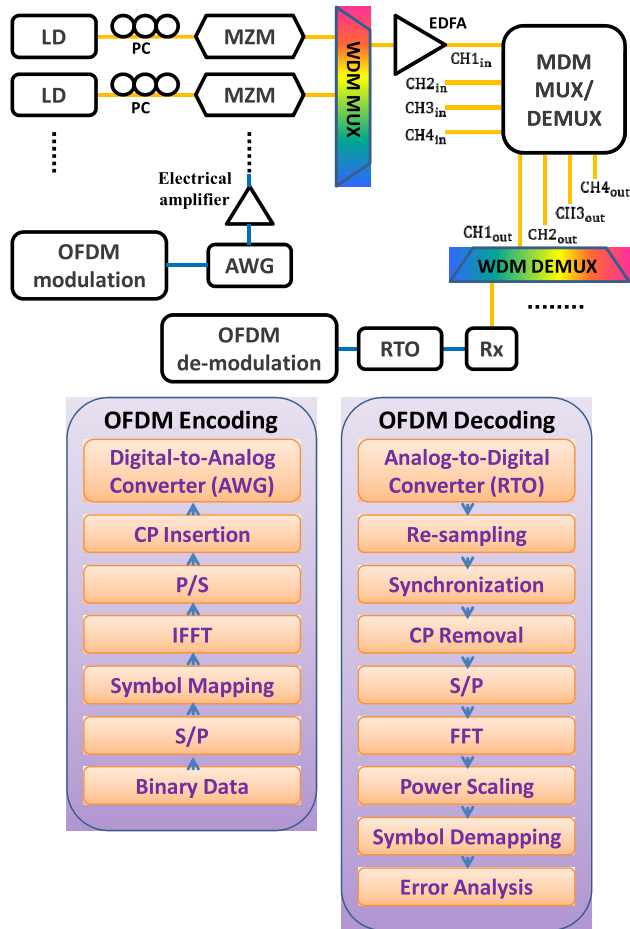 LD
PC
MZM
WDM MUX
EDFA
CH1in
CH2in
CH3in
CH4in
MDM
MUX/
DEMUX
LD
PC
MZM
Electrical
amplifier
OFDM
modulation
AWG
CH1out
CH2out
CII3out
CH4out
WDM DEMUX
OFDM
de-modulation
RTO
Rx
OFDM Encoding
Digital-to-Analog
Converter (AWG)
CP Insertion
P/S
IFFT
Symbol Mapping
S/P
Binary Data
OFDM Decoding
Analog-to-Digital
Converter (RTO)
Re-sampling
Synchronization
CP Removal
S/P
FFT
Power Scaling
Symbol Demapping
Error Analysis